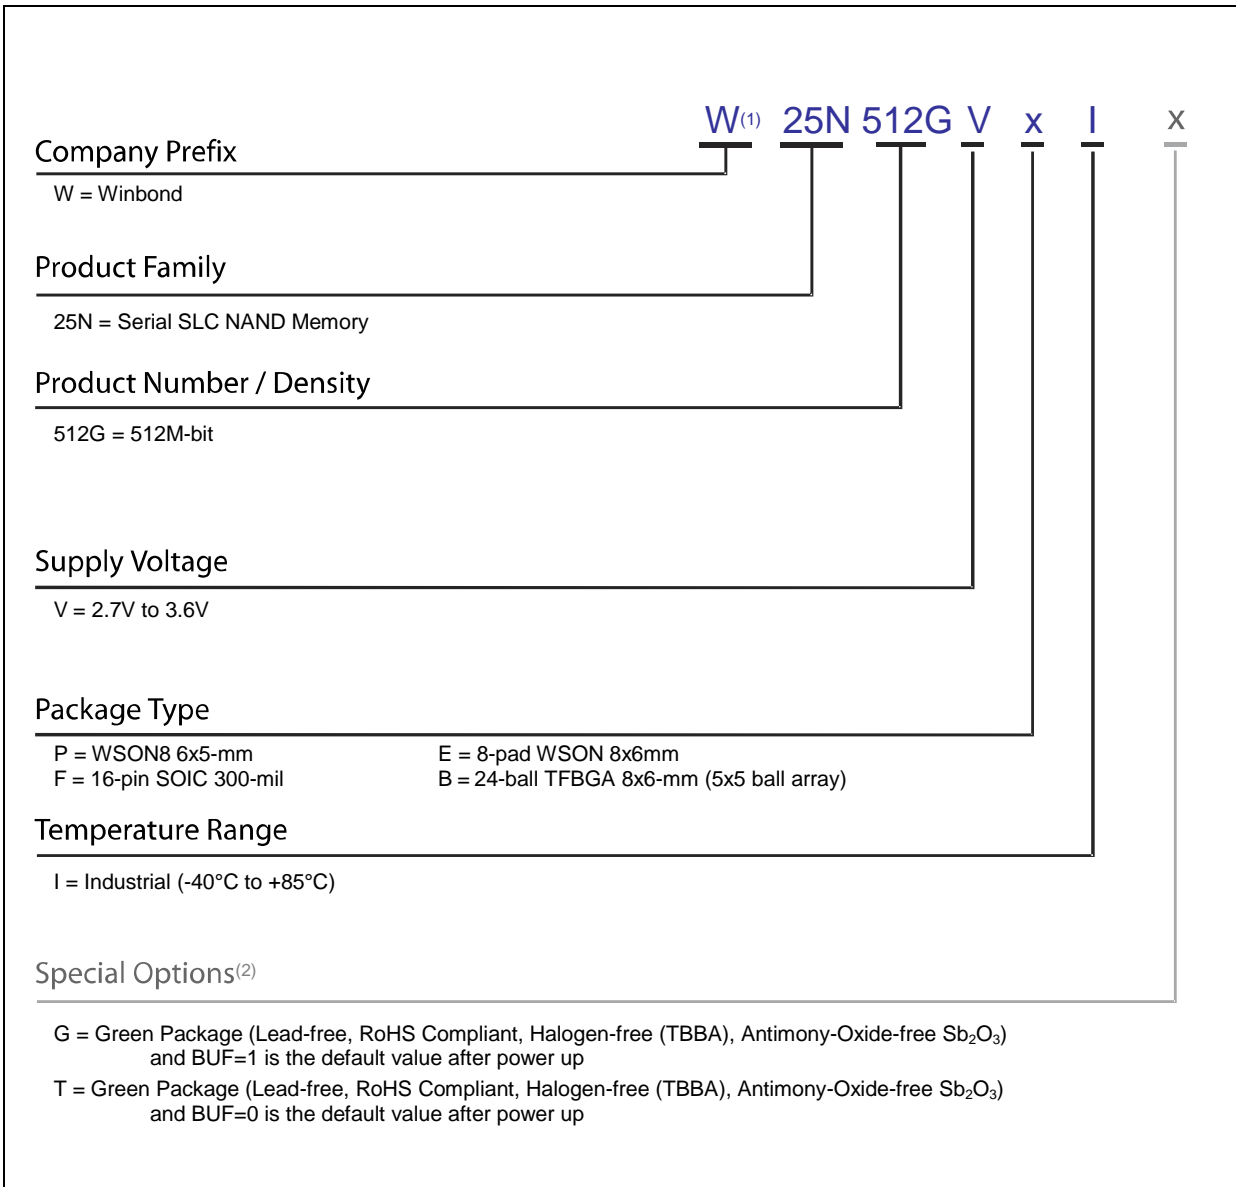 W(1) 25N 512G V x I x
Company Prefix
W = Winbond
Product Family
25N = Serial SLC NAND Memory
Product Number / Density
512G = 512M-bit
Supply Voltage
V = 2.7V to 3.6V
Package Type
P = WSON8 6x5-mm E = 8-pad WSON 8x6mm
F = 16-pin SOIC 300-mil B = 24-ball TFBGA 8x6-mm (5x5 ball array)
Temperature Range
I = Industrial (-40°C to +85°C)
Special Options(2)
G = Green Package (Lead-free, RoHS Compliant, Halogen-free (TBBA), Antimony-Oxide-free Sb₂O₃)
and BUF=1 is the default value after power up
T = Green Package (Lead-free, RoHS Compliant, Halogen-free (TBBA), Antimony-Oxide-free Sb₂O₃)
and BUF=0 is the default value after power up